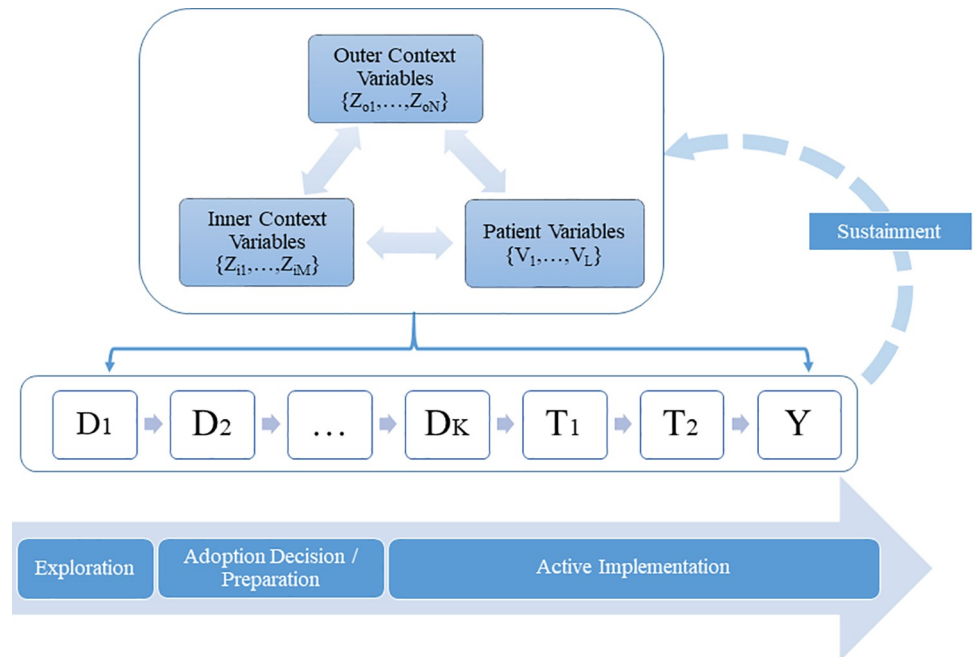 Outer Context
Variables
{Zo1,…,ZoN}
Inner Context
Variables
{Zi1,…,ZiM}
Patient Variables
{V1,…,VL}
Sustainment
D1
D2
…
DK
T1
T2
Y
Exploration
Adoption Decision /
Preparation
Active Implementation